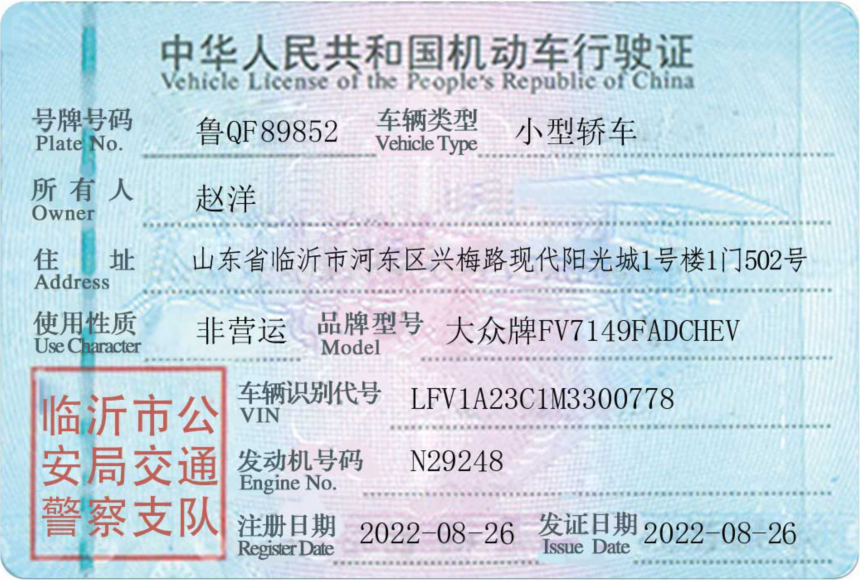 中华人民共和国机动车行驶证
Vehicle License of the People's Republic of China
号牌号码 鲁QF89852 车辆类型 小型轿车
Plate No. Vehicle Type
所有人 赵洋
Owner
住址 山东省临沂市河东区兴梅路现代阳光城1号楼1门502号
Address
使用性质 非营运 品牌型号 大众牌FV7149FADCHEV
Use Character Model
车辆识别代号 LFV1A23C1M3300778
VIN
发动机号码 N29248
Engine No.
注册日期 2022-08-26 发证日期 2022-08-26
Register Date Issue Date
临沂市公
安局交通
警察支队